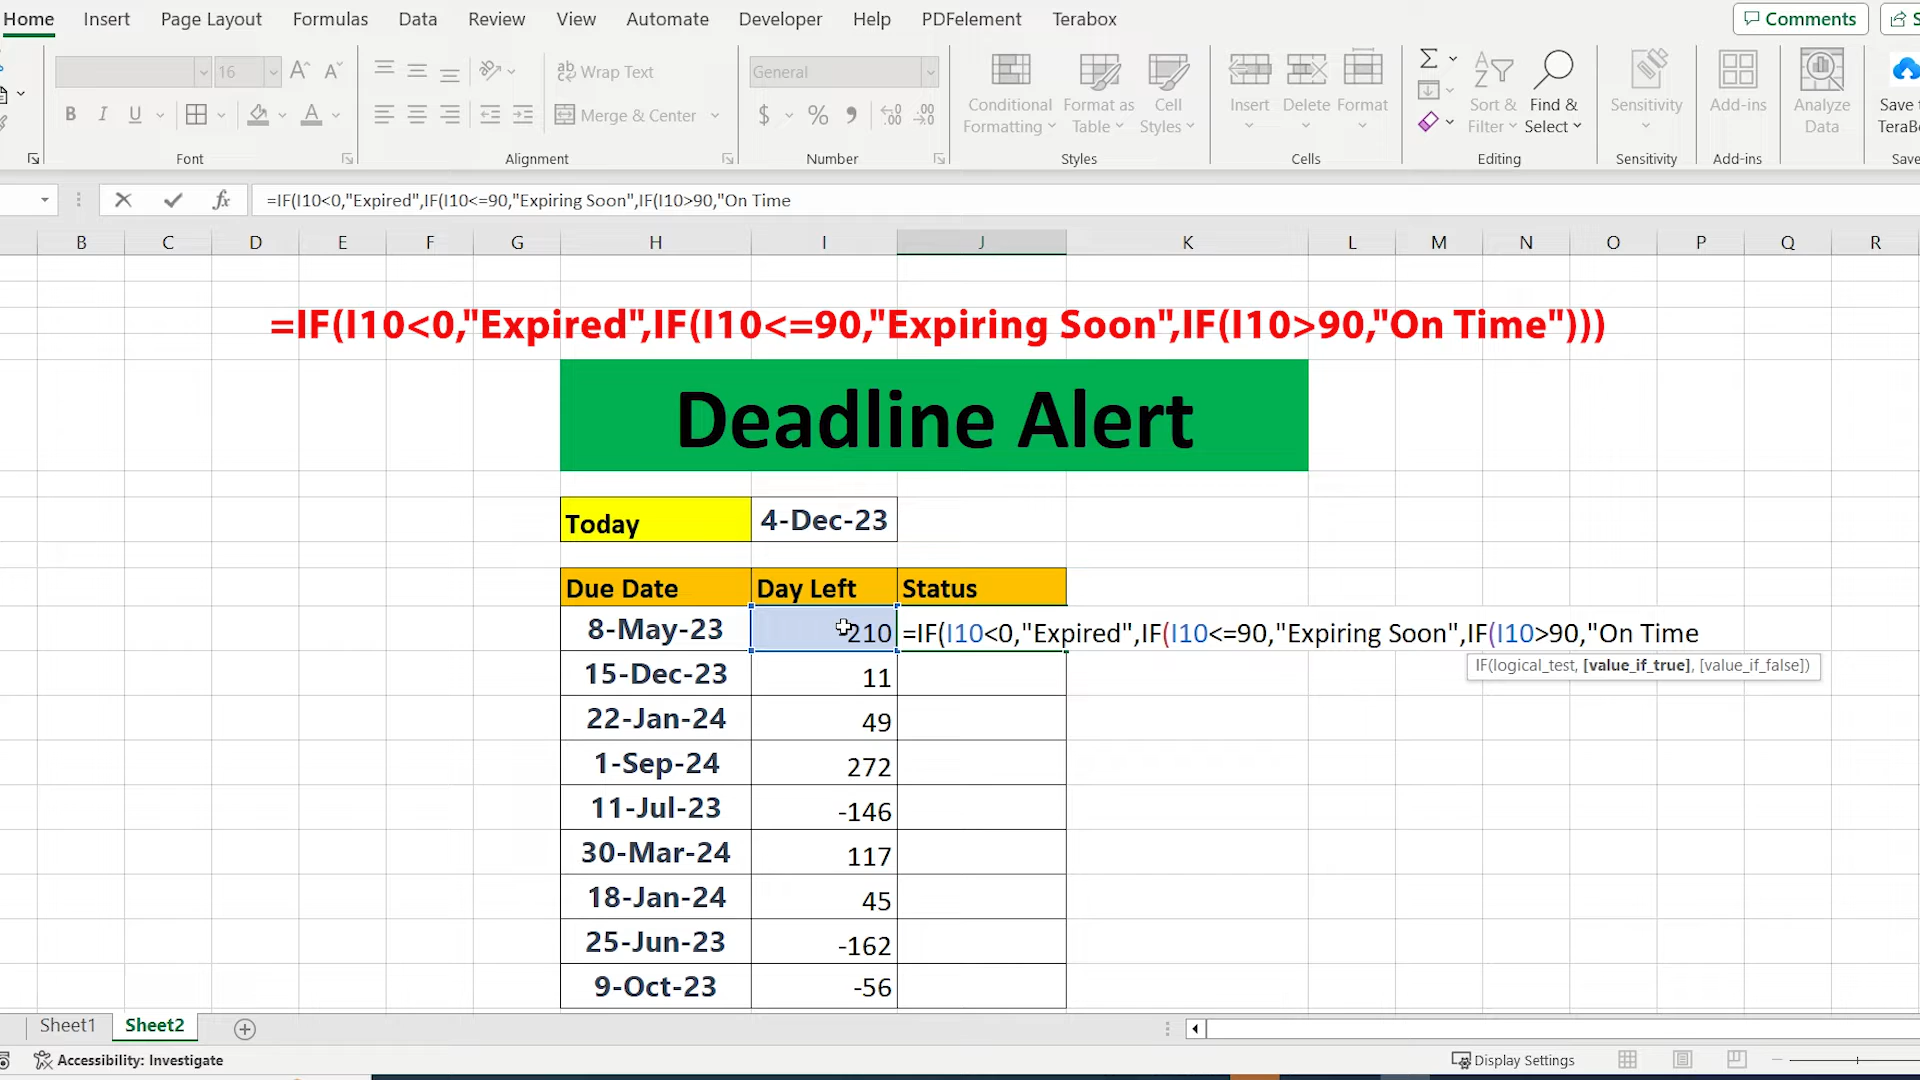 Home Insert Page Layout Formulas Data Review View Automate Developer Help PDFelement Terabox Comments
16 Wrap Text General
Merge & Center
Conditional Formatting Format as Table Cell Styles Insert Delete Format Sort & Filter Find & Select Sensitivity Add-ins Analyze Data
Font Alignment Number Styles Cells Editing Sensitivity Add-ins
=IF(I10<0,"Expired",IF(I10<=90,"Expiring Soon",IF(I10>90,"On Time
B C D E F G H I J K L M N O P Q R
=IF(I10<0,"Expired",IF(I10<=90,"Expiring Soon",IF(I10>90,"On Time")))
Deadline Alert
Today 4-Dec-23
Due Date Day Left Status
8-May-23 210 =IF(I10<0,"Expired",IF(I10<=90,"Expiring Soon",IF(I10>90,"On Time
IF(logical_test, [value_if_true], [value_if_false])
15-Dec-23 11
22-Jan-24 49
1-Sep-24 272
11-Jul-23 -146
30-Mar-24 117
18-Jan-24 45
25-Jun-23 -162
9-Oct-23 -56
Sheet1 Sheet2
Accessibility: Investigate Display Settings